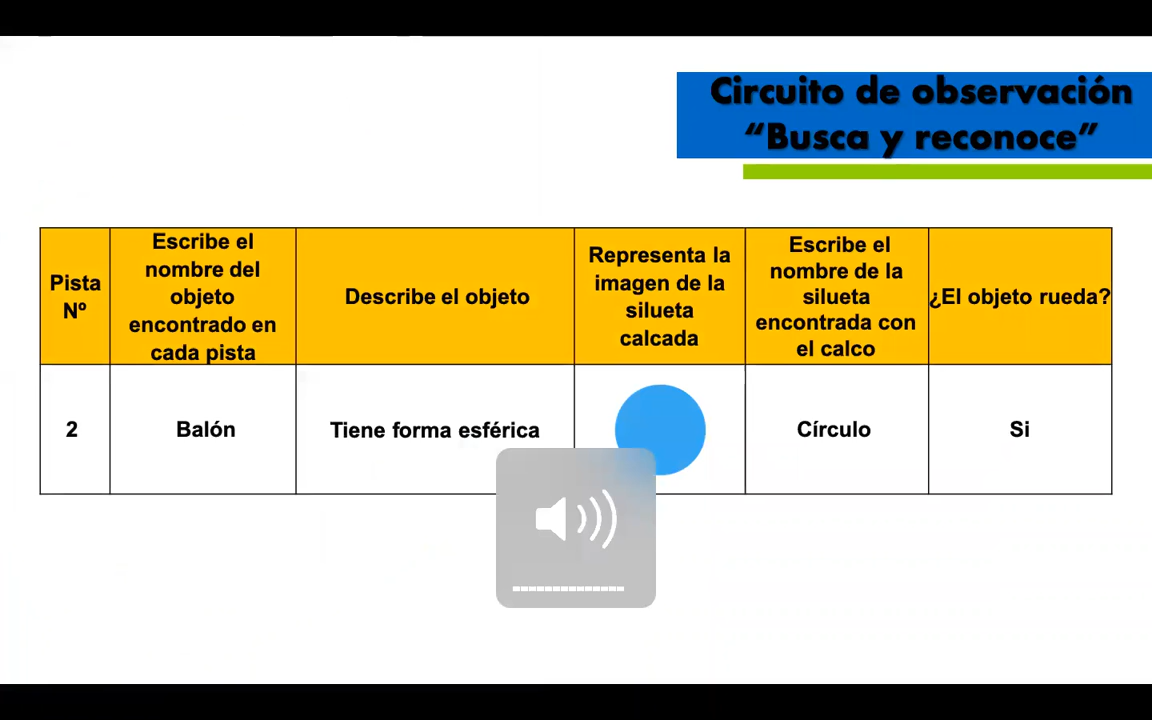 Circuito de observación
“Busca y reconoce”
Pista
Nº
Escribe el
nombre del
objeto
encontrado en
cada pista
Describe el objeto
Representa la
imagen de la
silueta
calcada
Escribe el
nombre de la
silueta
encontrada con
el calco
¿El objeto rueda?
2
Balón
Tiene forma esférica
Círculo
Si